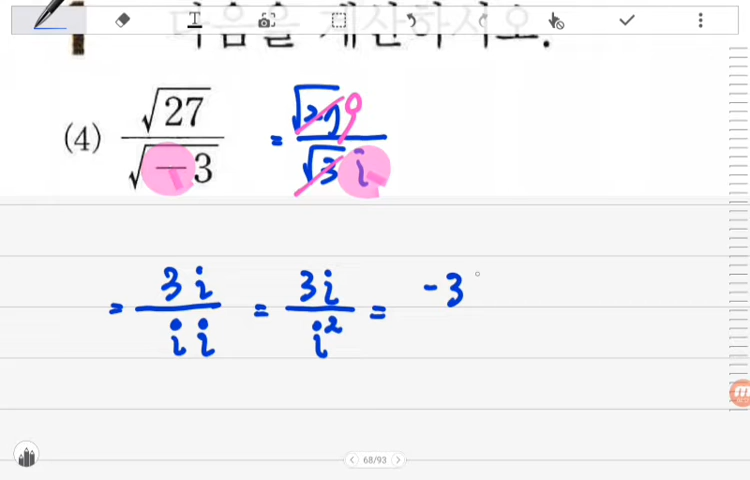 다음을 계산하시오.
(4) √27 / √-3 = √27 9 / √3 i
= 3i / i i = 3i / i² = -3
68/93